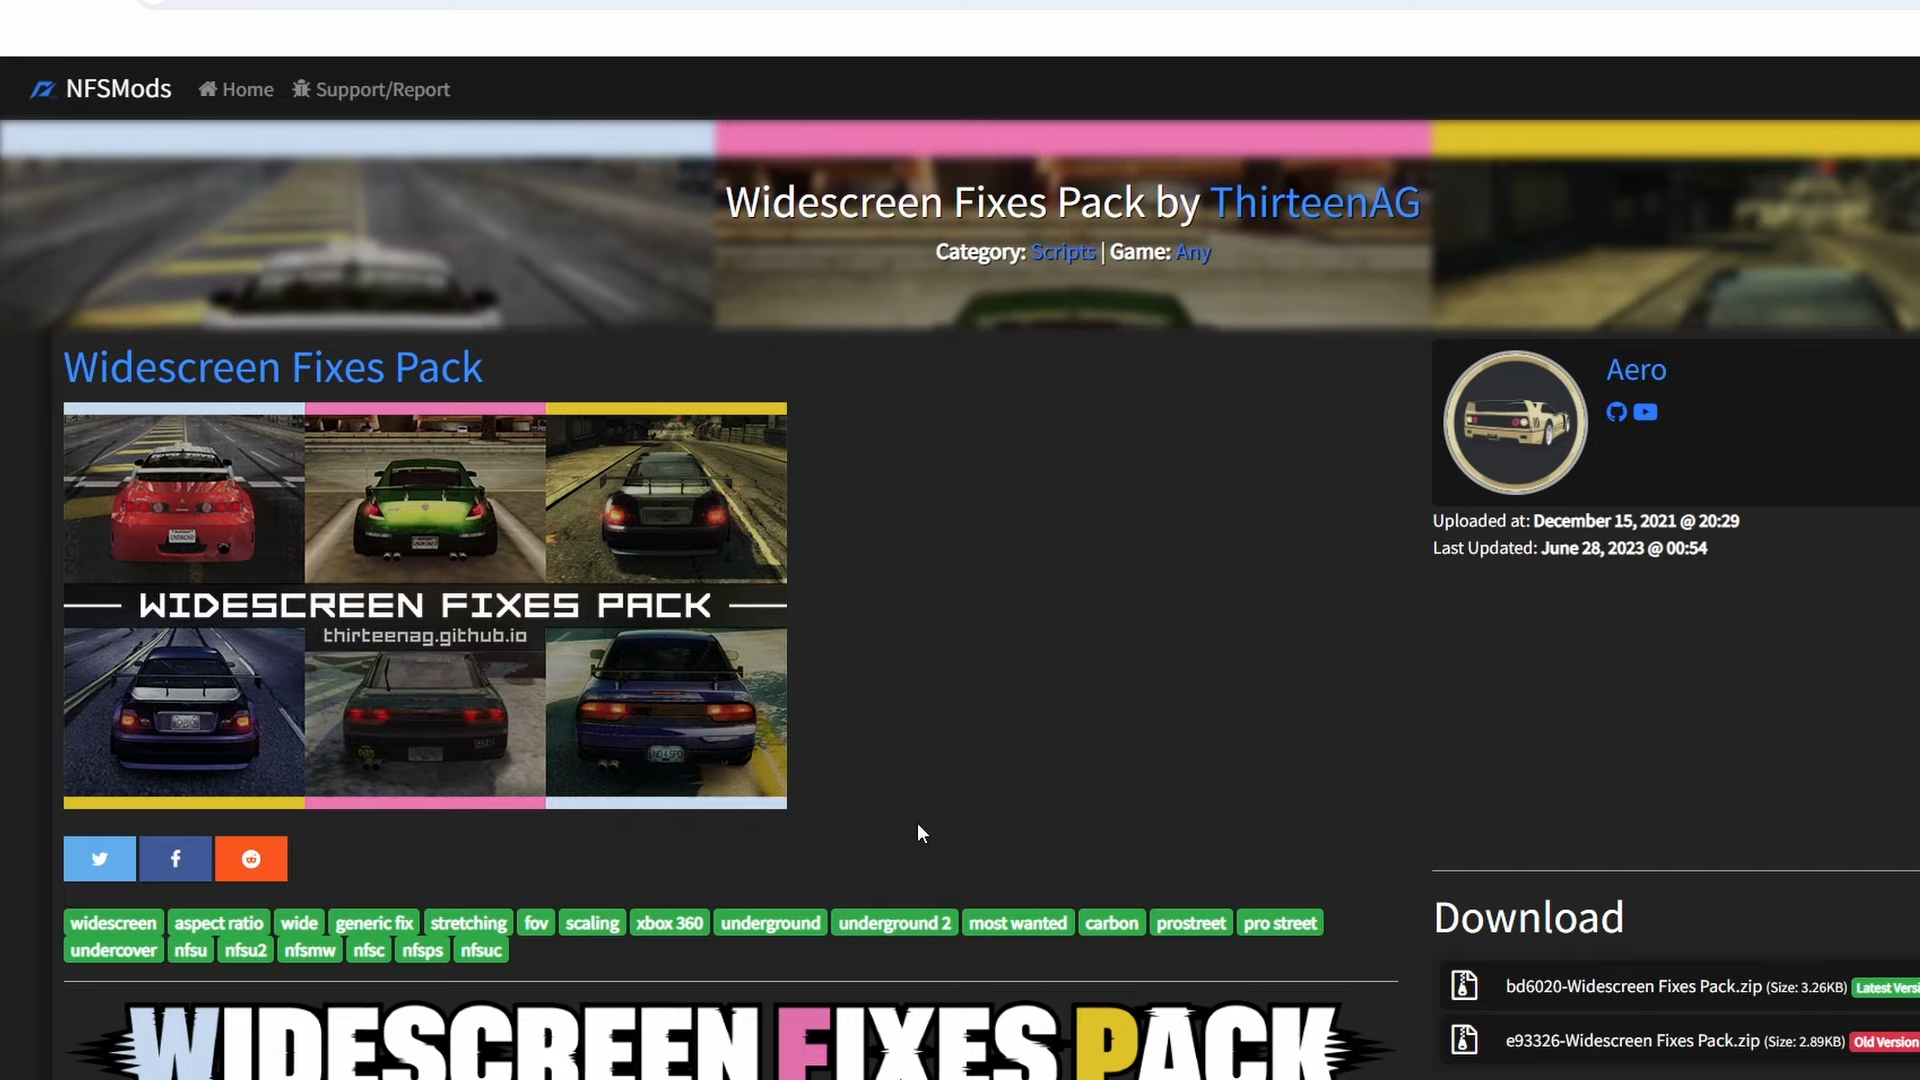 NFSMods Home Support/Report
Widescreen Fixes Pack by ThirteenAG
Category: Scripts | Game: Any
Widescreen Fixes Pack
WIDESCREEN FIXES PACK
thirteenag.github.io
Aero
Uploaded at: December 15, 2021 @ 20:29
Last Updated: June 28, 2023 @ 00:54
widescreen aspect ratio wide generic fix stretching fov scaling xbox 360 underground underground 2 most wanted carbon prostreet pro street
undercover nfsu nfsu2 nfsmw nfsc nfsps nfsuc
WIDESCREEN FIXES PACK
Download
bd6020-Widescreen Fixes Pack.zip (Size: 3.26KB) Latest Versi
e93326-Widescreen Fixes Pack.zip (Size: 2.89KB) Old Version